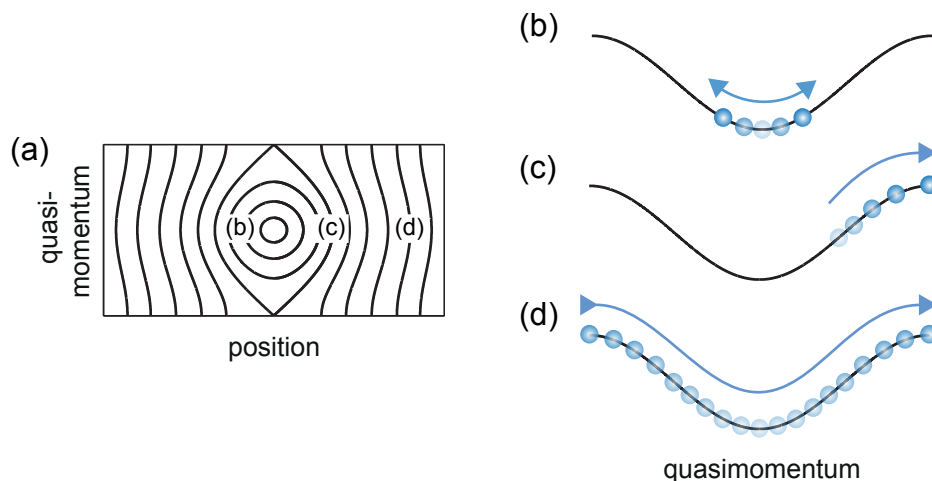 (a)
quasi-
momentum
(b)
(c)
(d)
position
(b)
(c)
(d)
quasimomentum